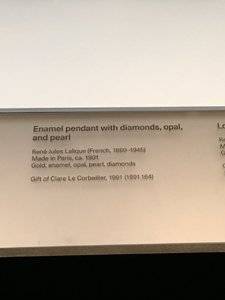 Enamel pendant with diamonds, opal,
and pearl
René-Jules Lalique (French, 1860–1945)
Made in Paris, ca. 1901
Gold, enamel, opal, pearl, diamonds
Gift of Clare Le Corbeiller, 1991 (1991.164)